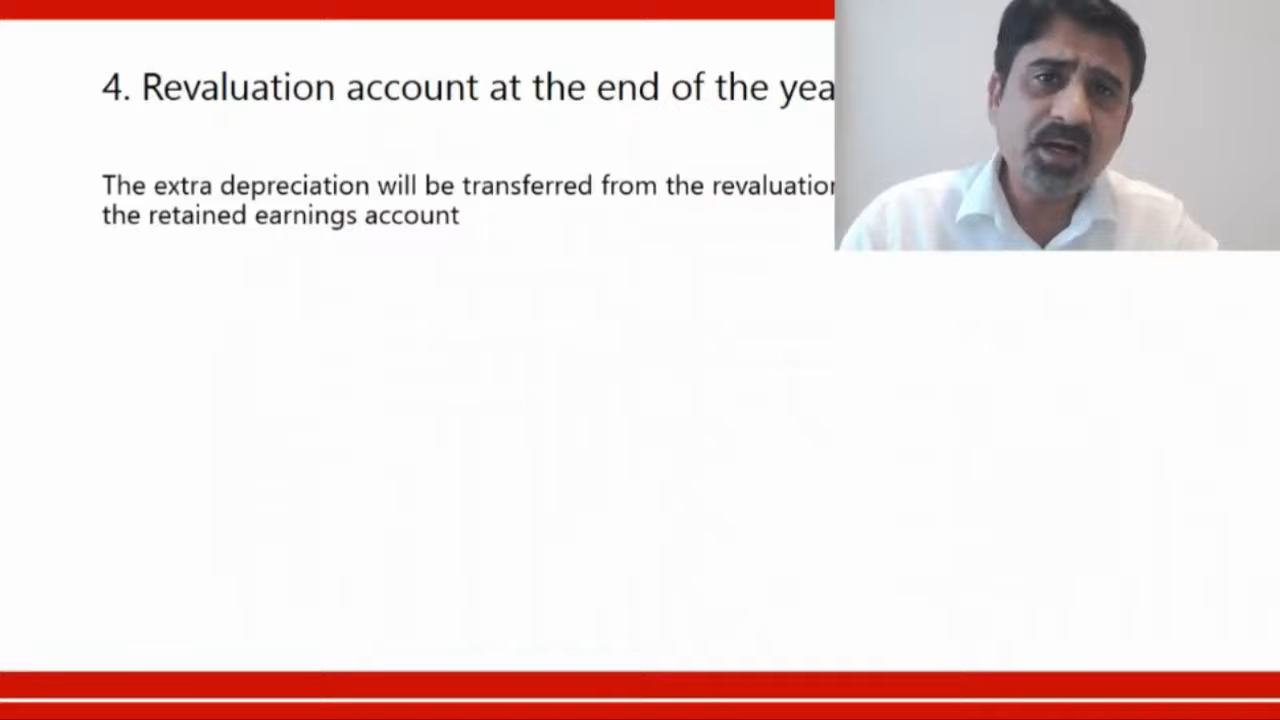 4. Revaluation account at the end of the yea
The extra depreciation will be transferred from the revaluation
the retained earnings account